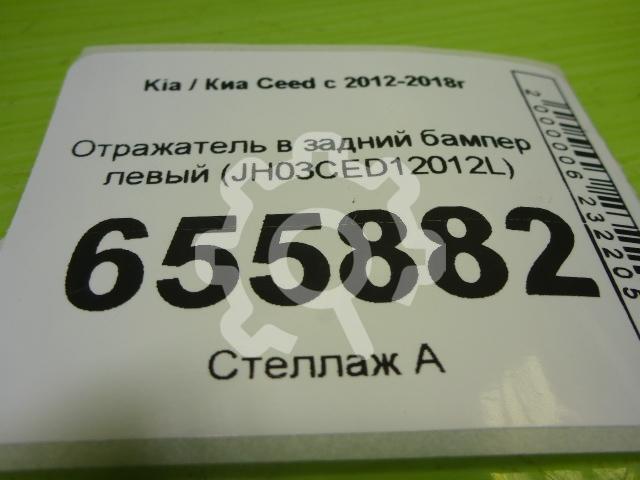 Kia / Киа Ceed с 2012-2018г
Отражатель в задний бампер
левый (JH03CED12012L)
655882
Стеллаж А
2000006232205